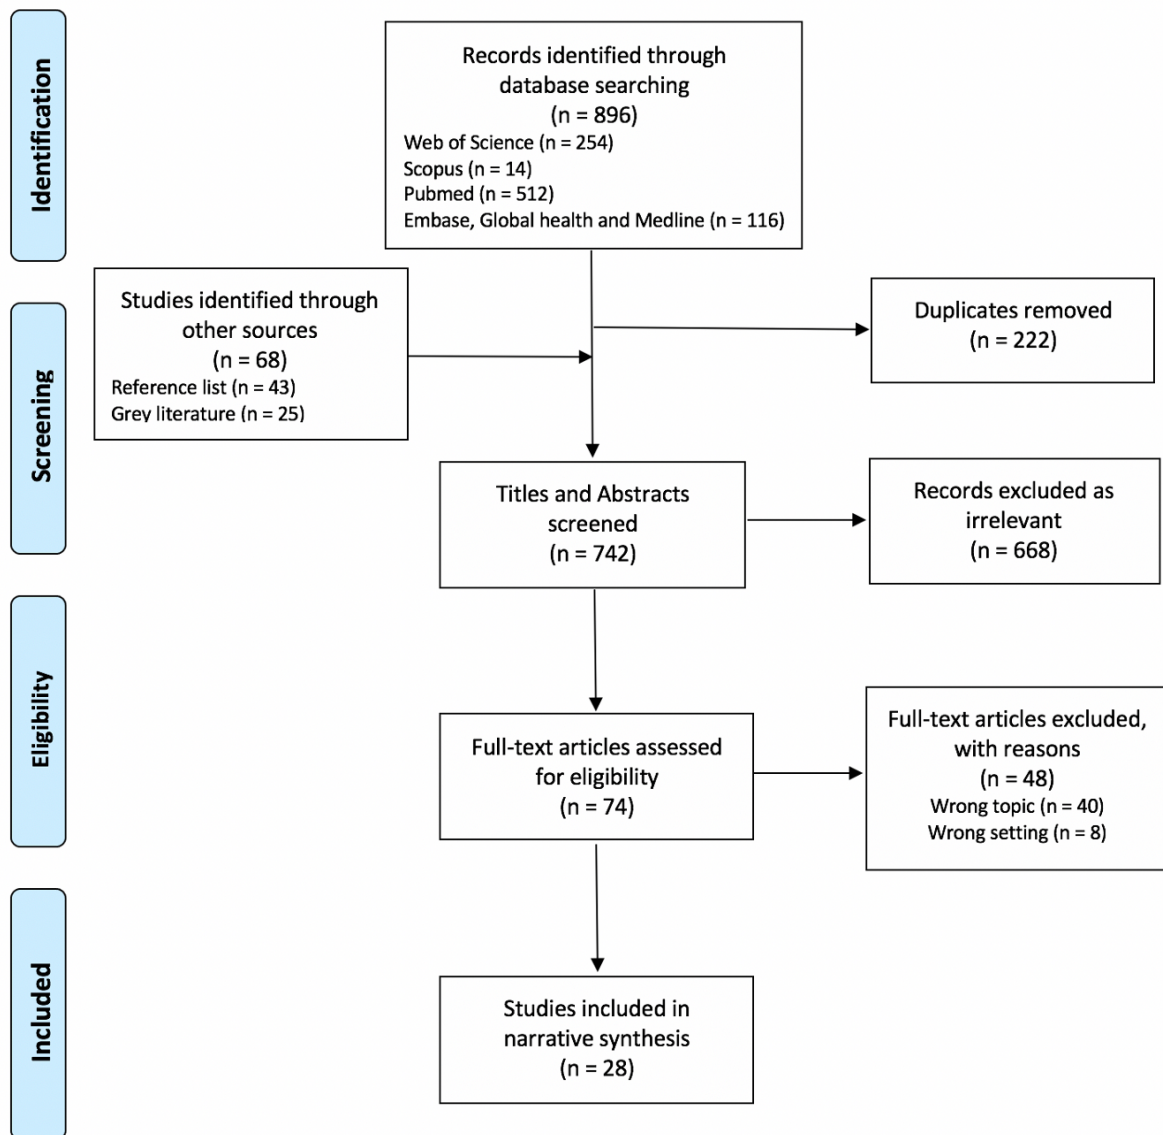 Identification
Records identified through
database searching
(n = 896)
Web of Science (n = 254)
Scopus (n = 14)
Pubmed (n = 512)
Embase, Global health and Medline (n = 116)
Studies identified through
other sources
(n = 68)
Reference list (n = 43)
Grey literature (n = 25)
Duplicates removed
(n = 222)
Screening
Titles and Abstracts
screened
(n = 742)
Records excluded as
irrelevant
(n = 668)
Eligibility
Full-text articles assessed
for eligibility
(n = 74)
Full-text articles excluded,
with reasons
(n = 48)
Wrong topic (n = 40)
Wrong setting (n = 8)
Included
Studies included in
narrative synthesis
(n = 28)